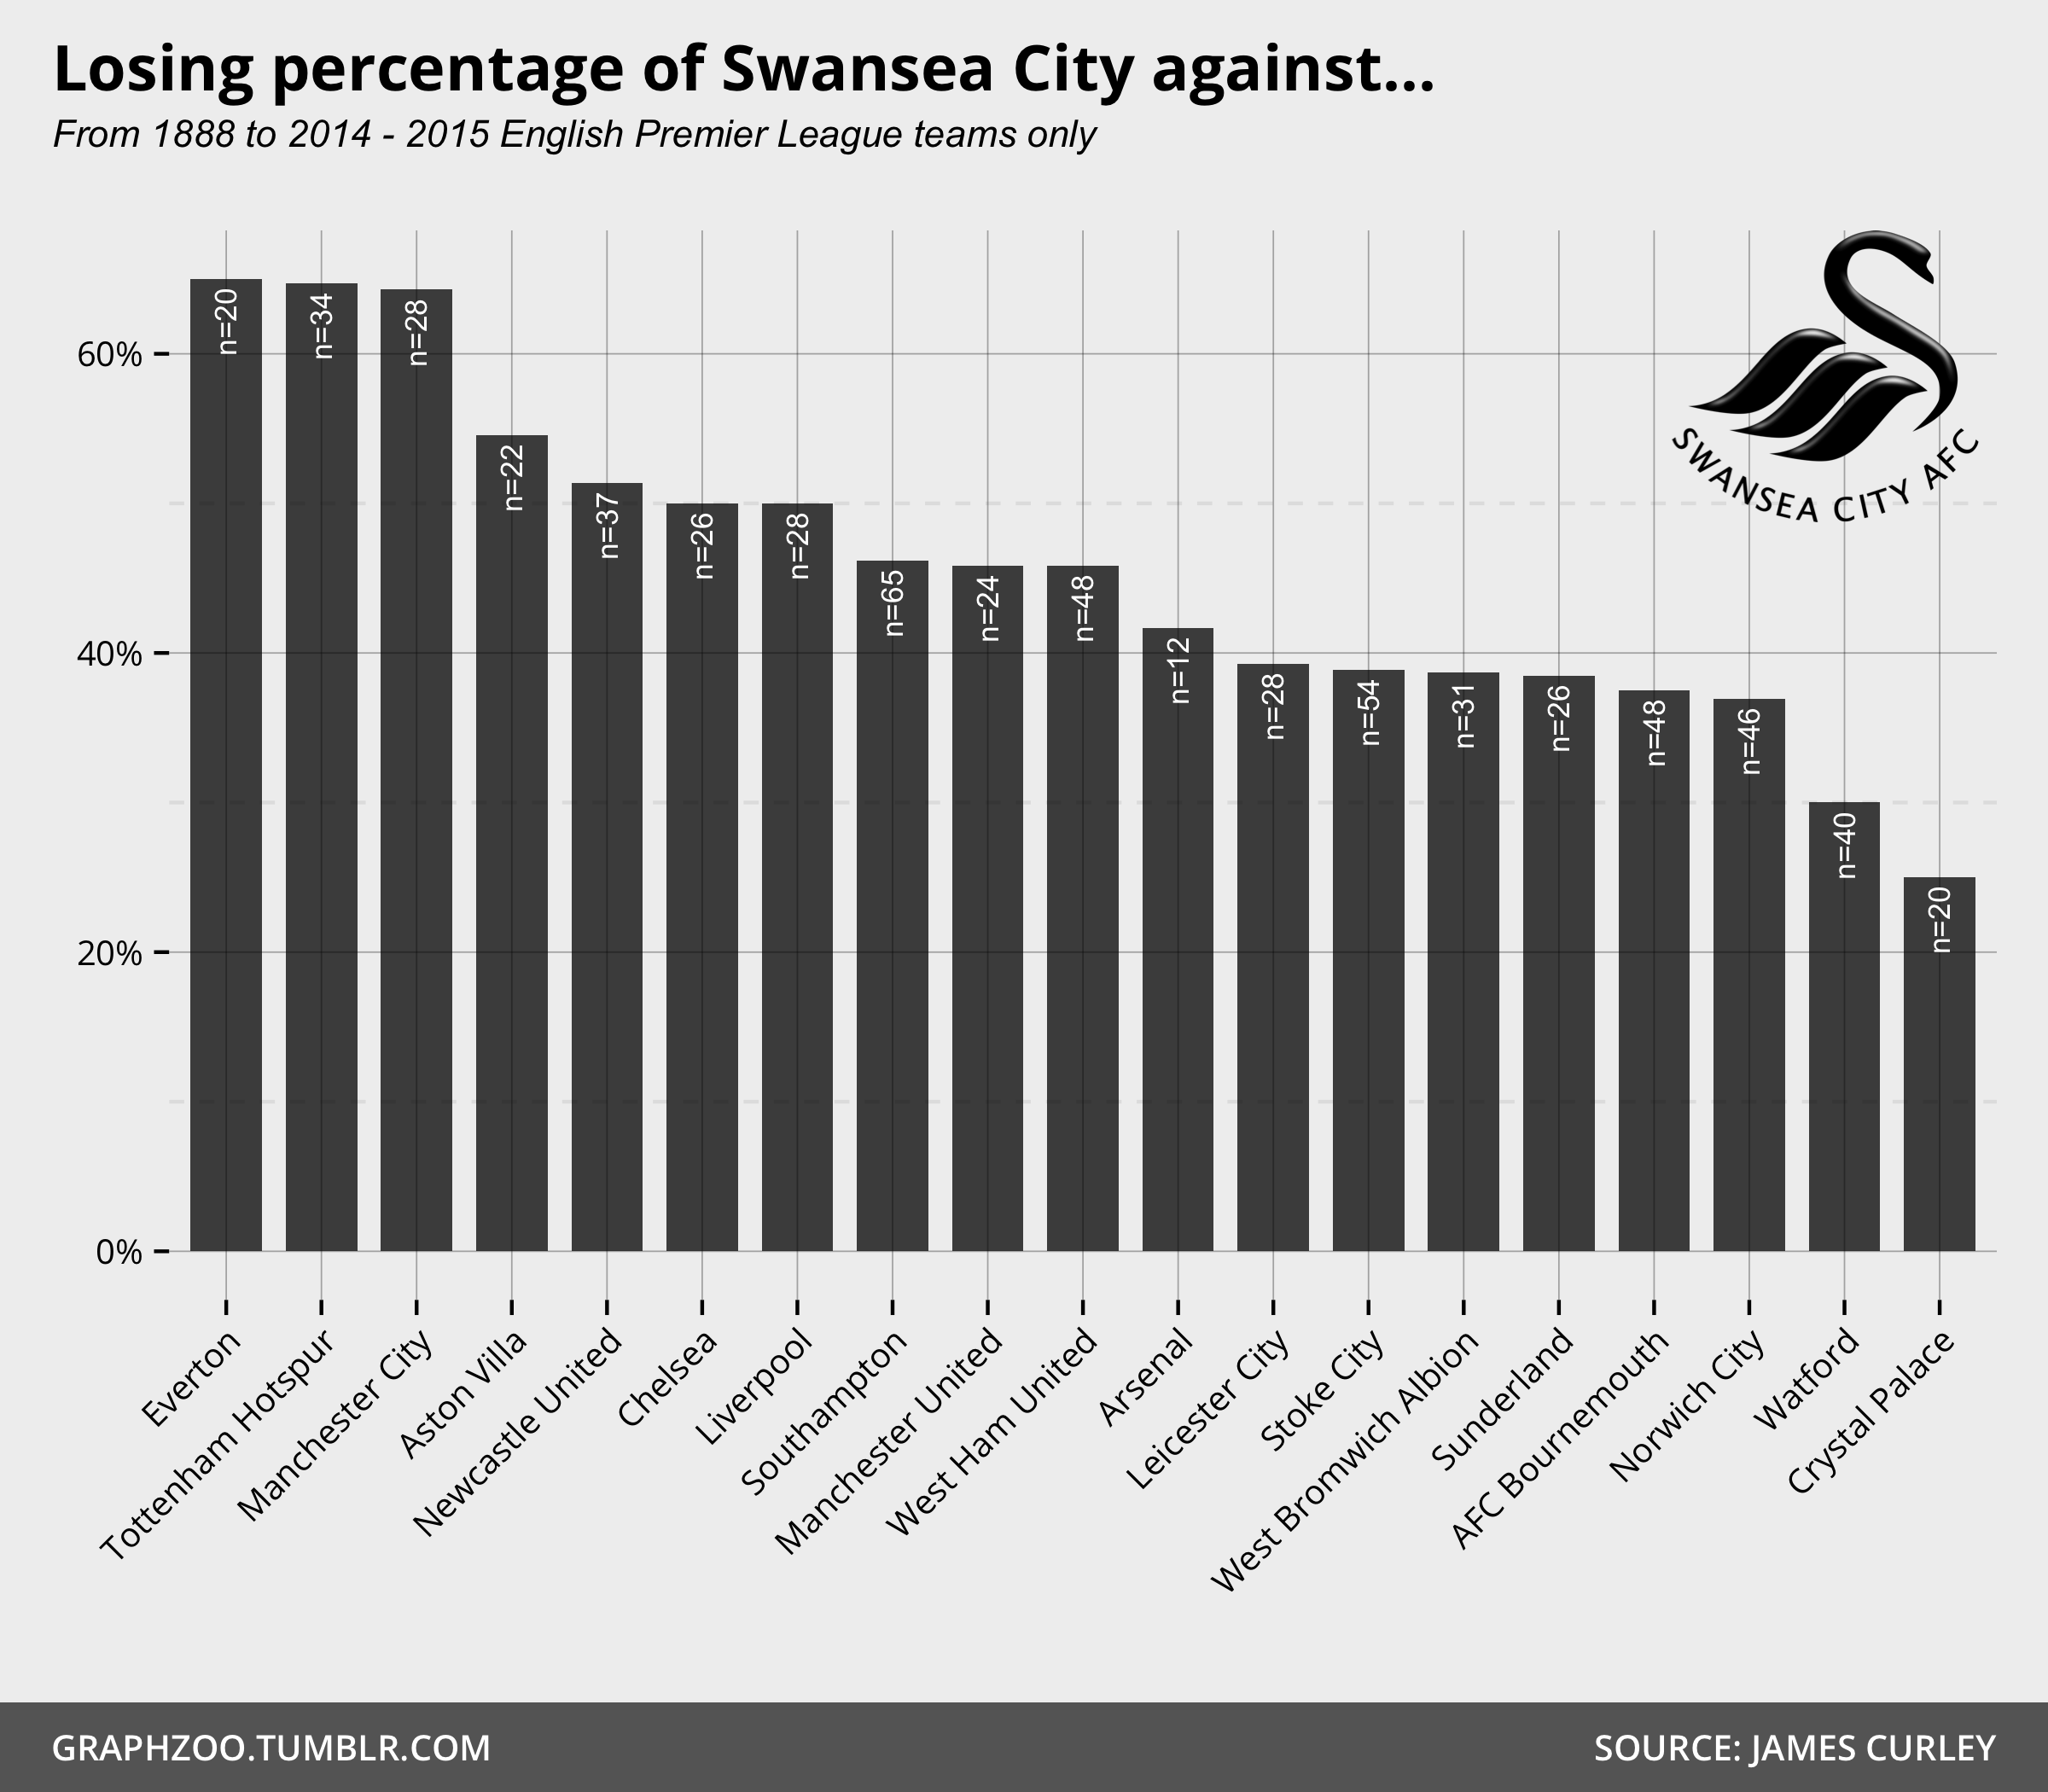 Losing percentage of Swansea City against...
From 1888 to 2014 - 2015 English Premier League teams only
SWANSEA CITY AFC
60%
40%
20%
0%
n=20
n=34
n=28
n=22
n=37
n=26
n=28
n=65
n=24
n=48
n=12
n=28
n=54
n=31
n=26
n=48
n=46
n=40
n=20
Everton
Tottenham Hotspur
Manchester City
Aston Villa
Newcastle United
Chelsea
Liverpool
Southampton
Manchester United
West Ham United
Arsenal
Leicester City
Stoke City
West Bromwich Albion
Sunderland
AFC Bournemouth
Norwich City
Watford
Crystal Palace
GRAPHZOO.TUMBLR.COM
SOURCE: JAMES CURLEY